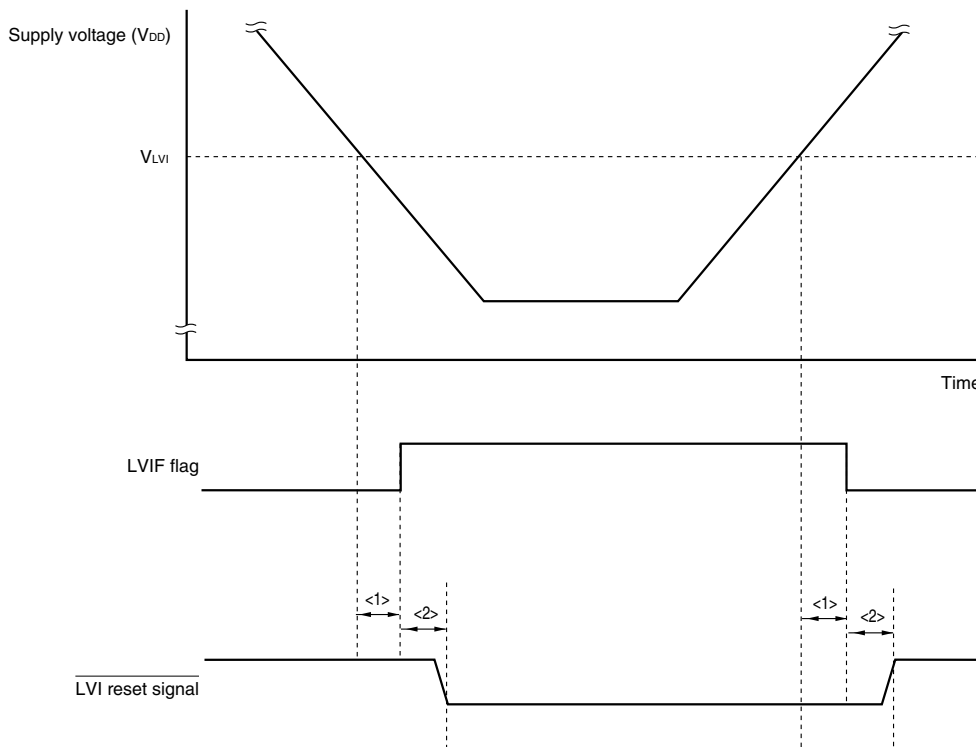 Supply voltage (VDD)
VLVI
Time
LVIF flag
<1>
<2>
<1>
<2>
LVI reset signal